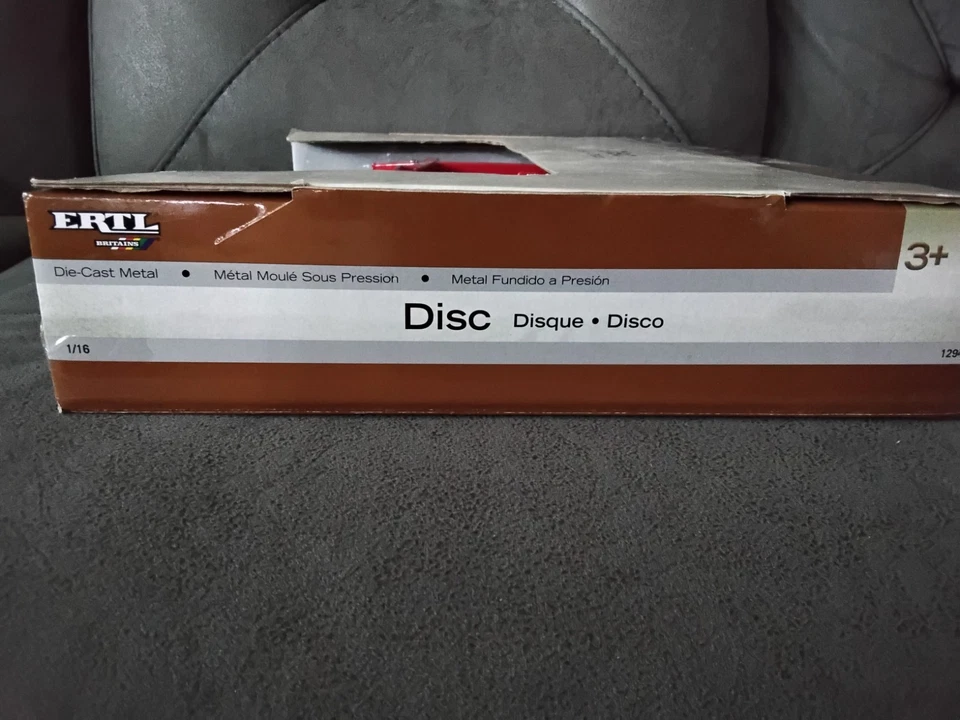 ERTL
BRITAINS
3+
Die-Cast Metal • Métal Moulé Sous Pression • Metal Fundido a Presión
Disc Disque • Disco
1/16